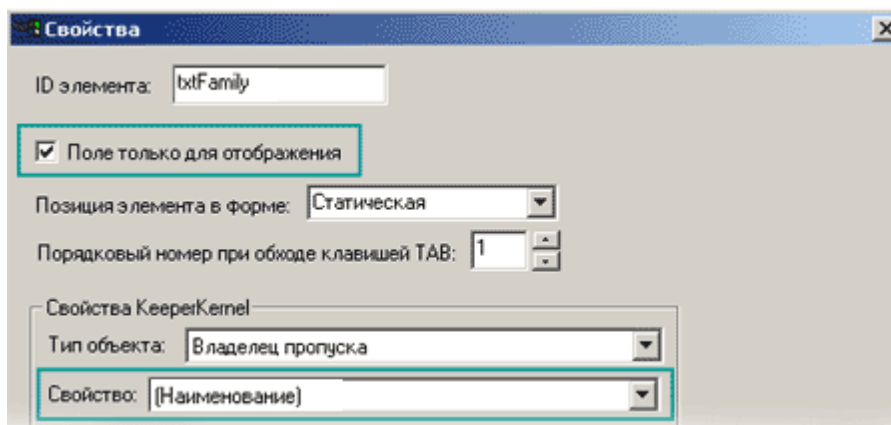 Свойства
ID элемента: txtFamily
Поле только для отображения
Позиция элемента в форме: Статическая
Порядковый номер при обходе клавишей TAB: 1
Свойства KeeperKernel
Тип объекта: Владелец пропуска
Свойство: (Наименование)